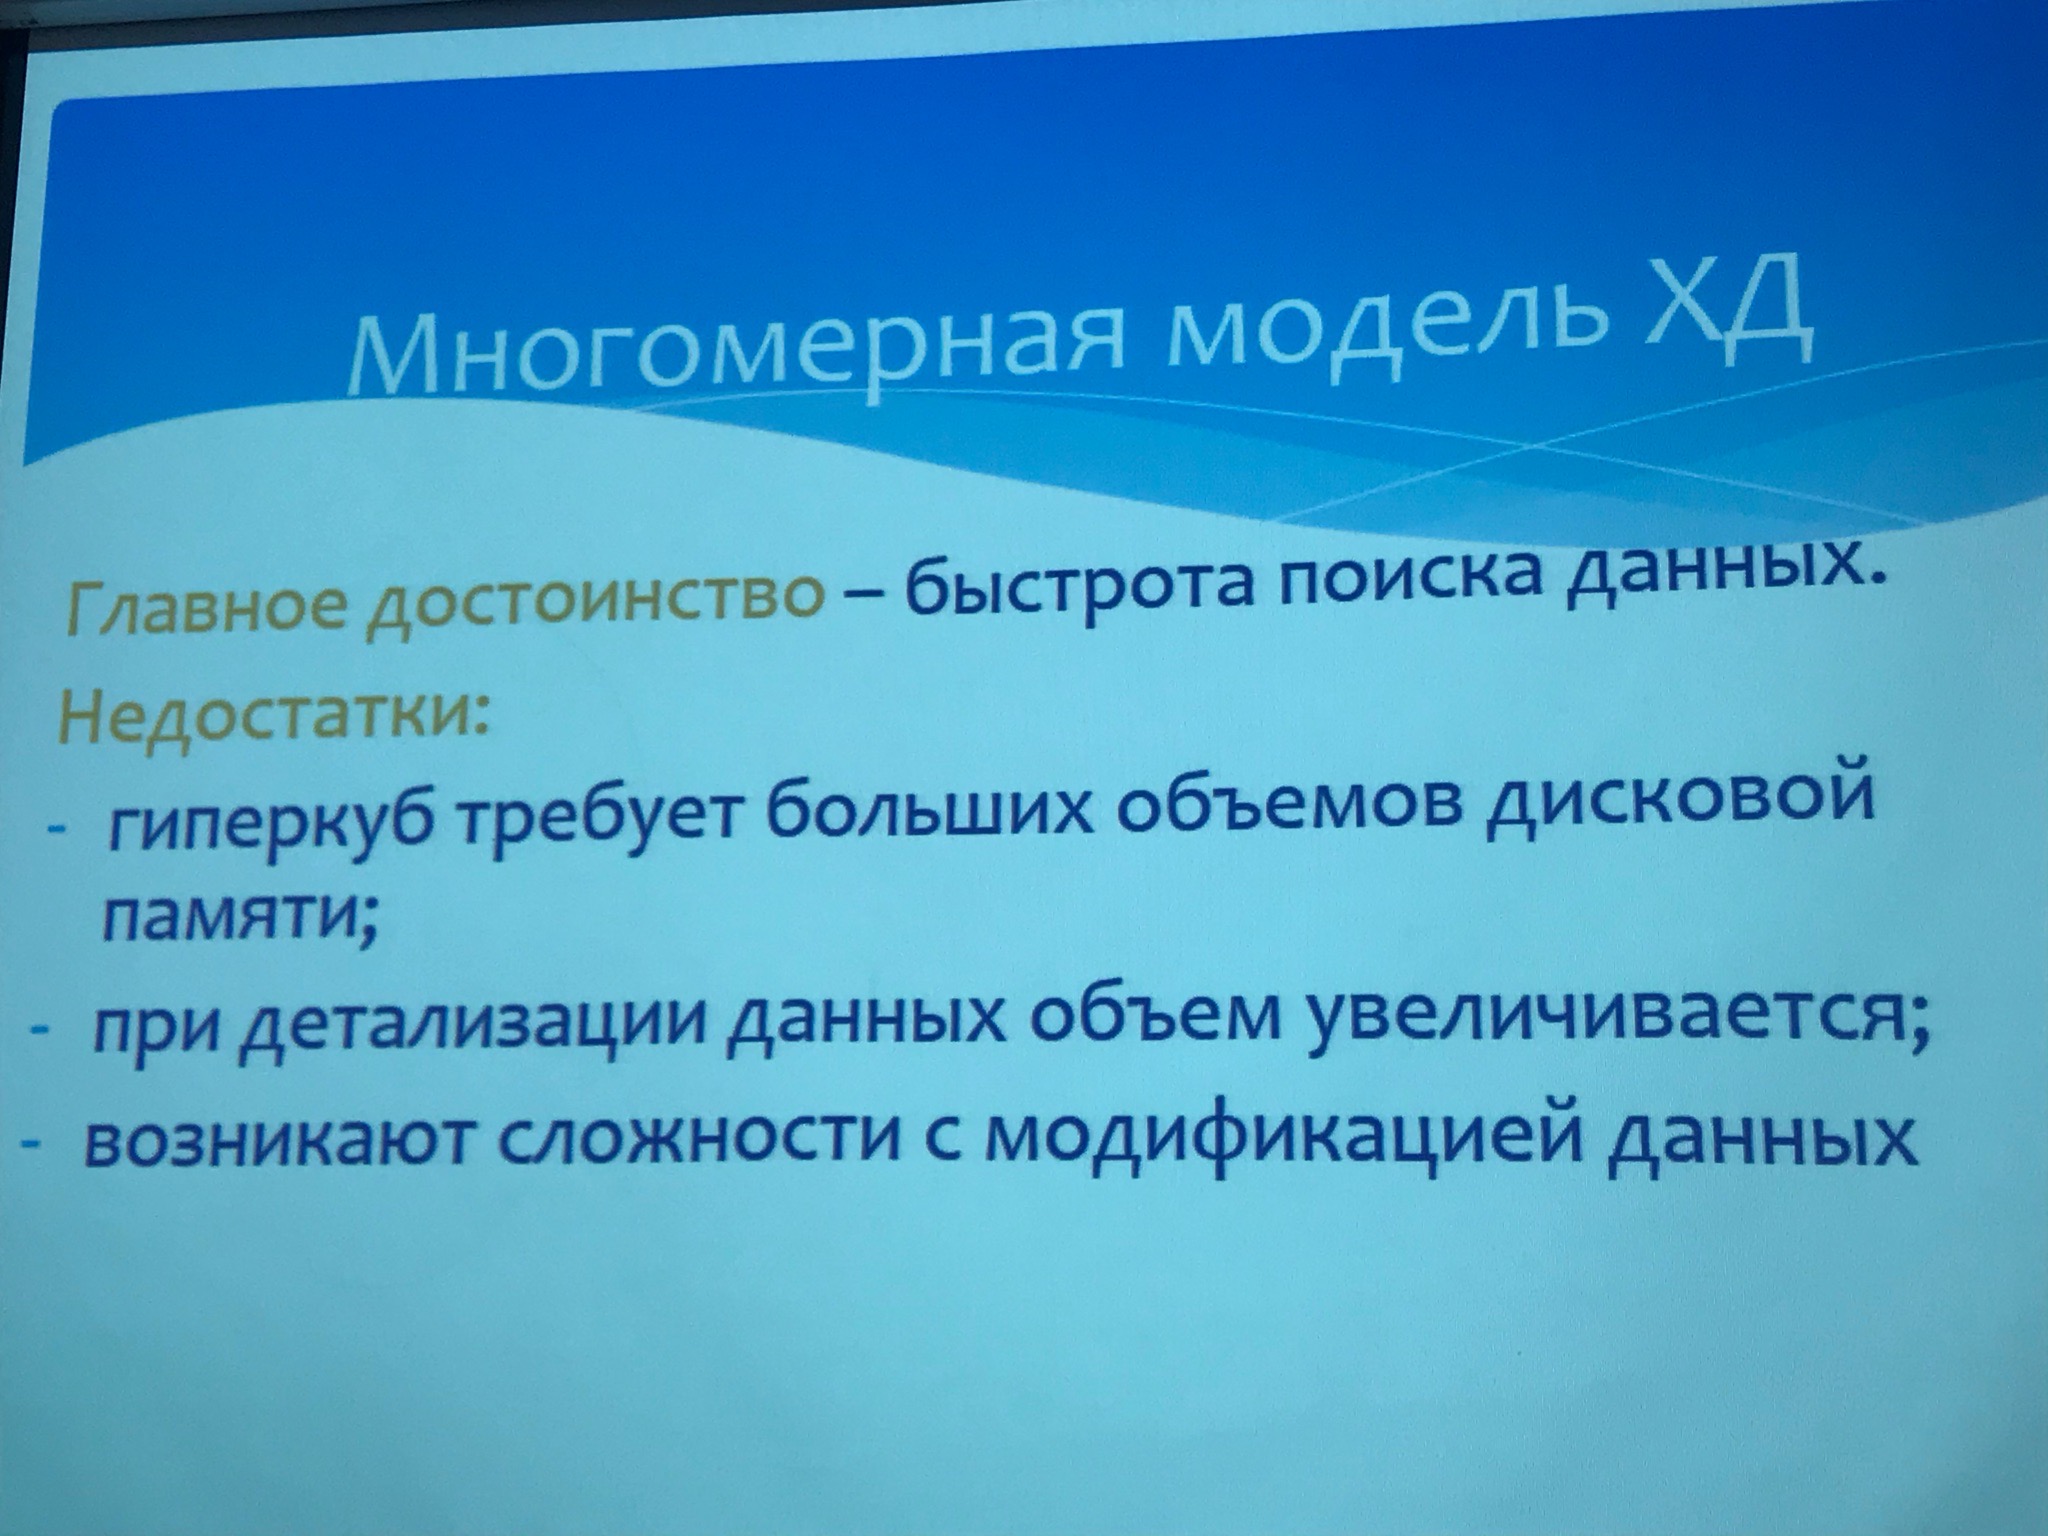 Многомерная модель ХД
Главное достоинство – быстрота поиска данных.
Недостатки:
- гиперкуб требует больших объемов дисковой
памяти;
- при детализации данных объем увеличивается;
- возникают сложности с модификацией данных